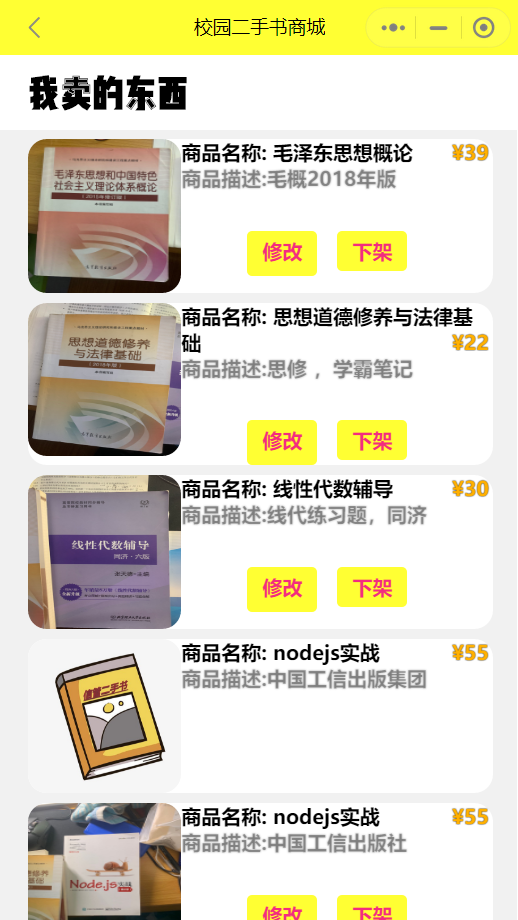 校园二手书商城
我卖的东西
毛泽东思想和中国特色
社会主义理论体系概论
商品名称: 毛泽东思想概论
¥39
商品描述:毛概2018年版
修改
下架
思想道德修养
与法律基础
商品名称: 思想道德修养与法律基
础
¥22
商品描述:思修 ，学霸笔记
修改
下架
线性代数辅导
同济·六版
商品名称: 线性代数辅导
¥30
商品描述:线代练习题，同济
修改
下架
信管二手书
商品名称: nodejs实战
¥55
商品描述:中国工信出版集团
Node.js实战
商品名称: nodejs实战
¥55
商品描述:中国工信出版社
修改
下架